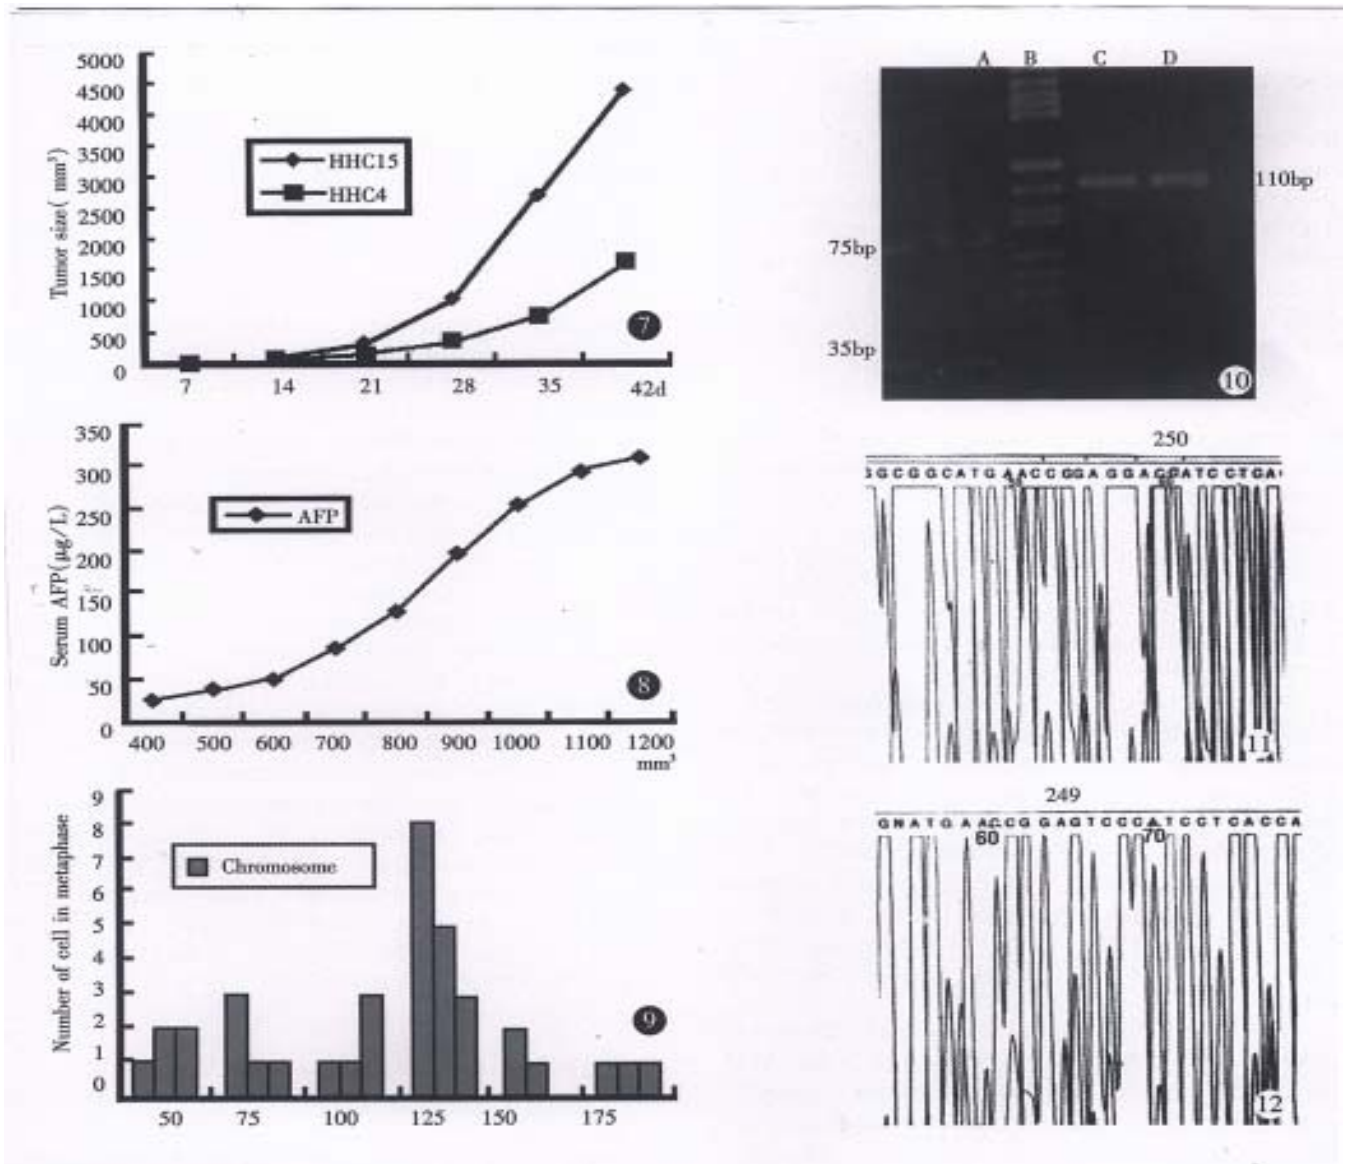 5000
4500
4000
3500
3000
2500
2000
1500
1000
500
0
Tumor size( mm³)
HHC15
HHC4
7 14 21 28 35 42d
7
350
300
250
200
150
100
50
0
Serum AFP(μg/L)
AFP
400 500 600 700 800 900 1000 1100 1200
mm³
8
9
8
7
6
5
4
3
2
1
0
Number of cell in metaphase
Chromosome
50 75 100 125 150 175
9
A B C D
110bp
75bp
35bp
10
250
G C G G C A T G A A C C G G A G G A C C A T C C T G A
11
249
G N A T G A A C C G G A G T C C C A T C C T C A C C A
60 70
12